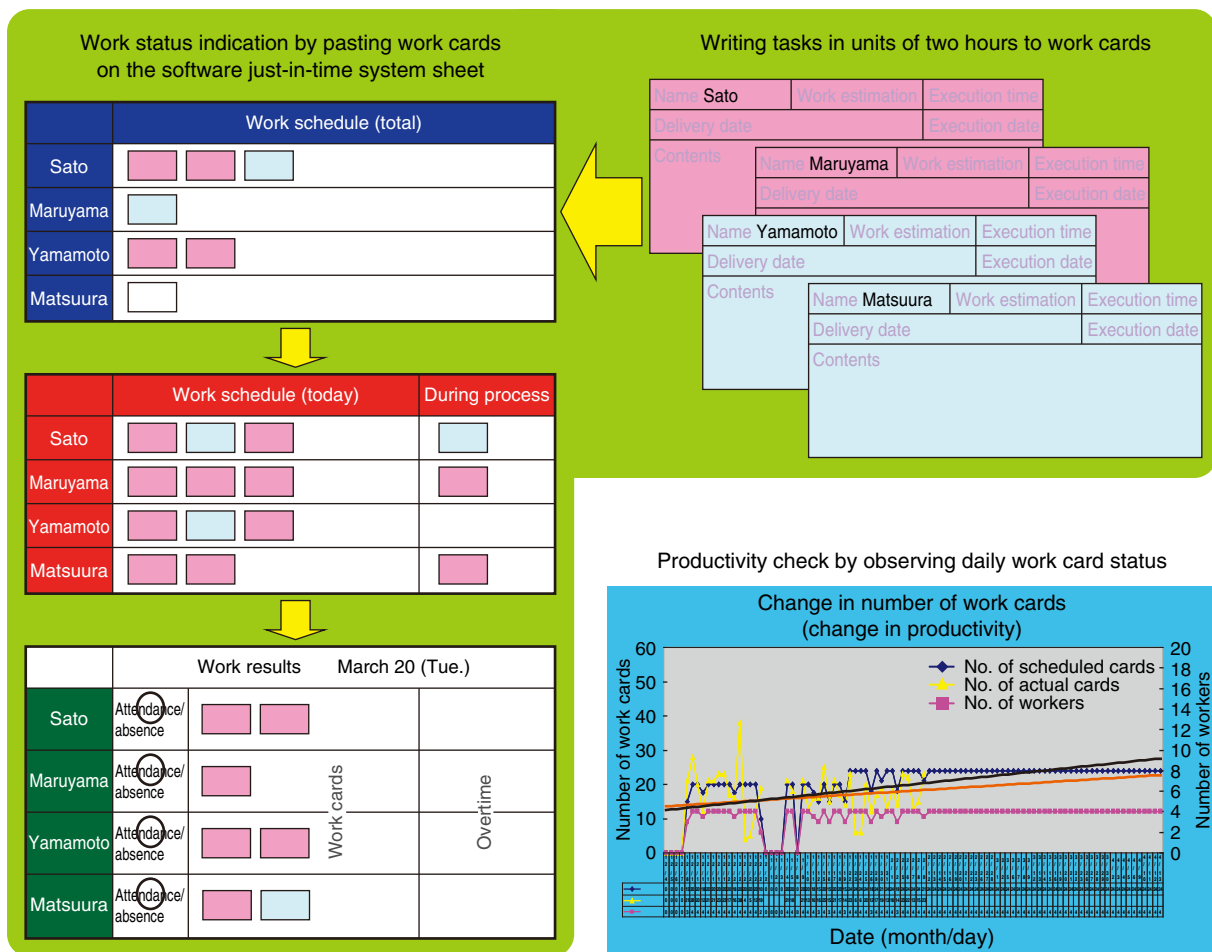 Work status indication by pasting work cards
on the software just-in-time system sheet
Work schedule (total)
Sato
Maruyama
Yamamoto
Matsuura
Work schedule (today)
During process
Sato
Maruyama
Yamamoto
Matsuura
Work results
March 20 (Tue.)
Sato
Attendance/
absence
Maruyama
Attendance/
absence
Yamamoto
Attendance/
absence
Matsuura
Attendance/
absence
Work cards
Overtime
Writing tasks in units of two hours to work cards
Name Sato
Work estimation
Execution time
Delivery date
Execution date
Contents
Name Maruyama
Work estimation
Execution time
Delivery date
Execution date
Name Yamamoto
Work estimation
Execution time
Delivery date
Execution date
Contents
Name Matsuura
Work estimation
Execution time
Delivery date
Execution date
Contents
Productivity check by observing daily work card status
Change in number of work cards
(change in productivity)
No. of scheduled cards
No. of actual cards
No. of workers
Number of work cards
60
50
40
30
20
10
0
20
18
16
14
12
10
8
6
4
2
0
Number of workers
Date (month/day)